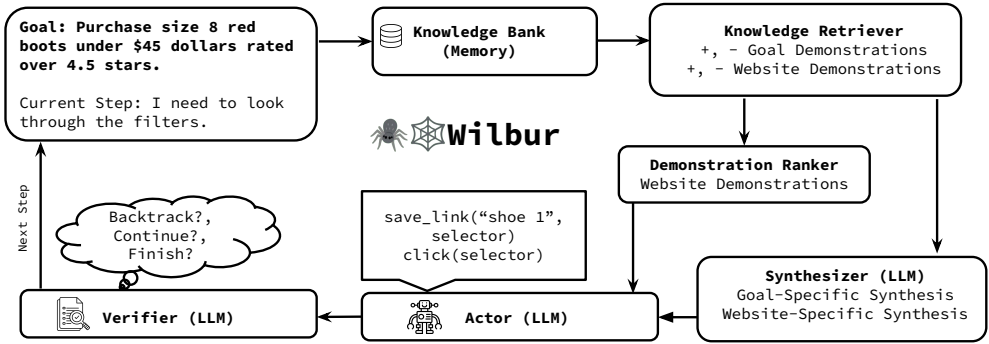 Goal: Purchase size 8 red
boots under $45 dollars rated
over 4.5 stars.
Current Step: I need to look
through the filters.
Knowledge Bank
(Memory)
Knowledge Retriever
+, - Goal Demonstrations
+, - Website Demonstrations
Wilbur
Demonstration Ranker
Website Demonstrations
Next Step
Backtrack?,
Continue?,
Finish?
save_link(“shoe 1”,
selector)
click(selector)
Synthesizer (LLM)
Goal-Specific Synthesis
Website-Specific Synthesis
Verifier (LLM)
Actor (LLM)